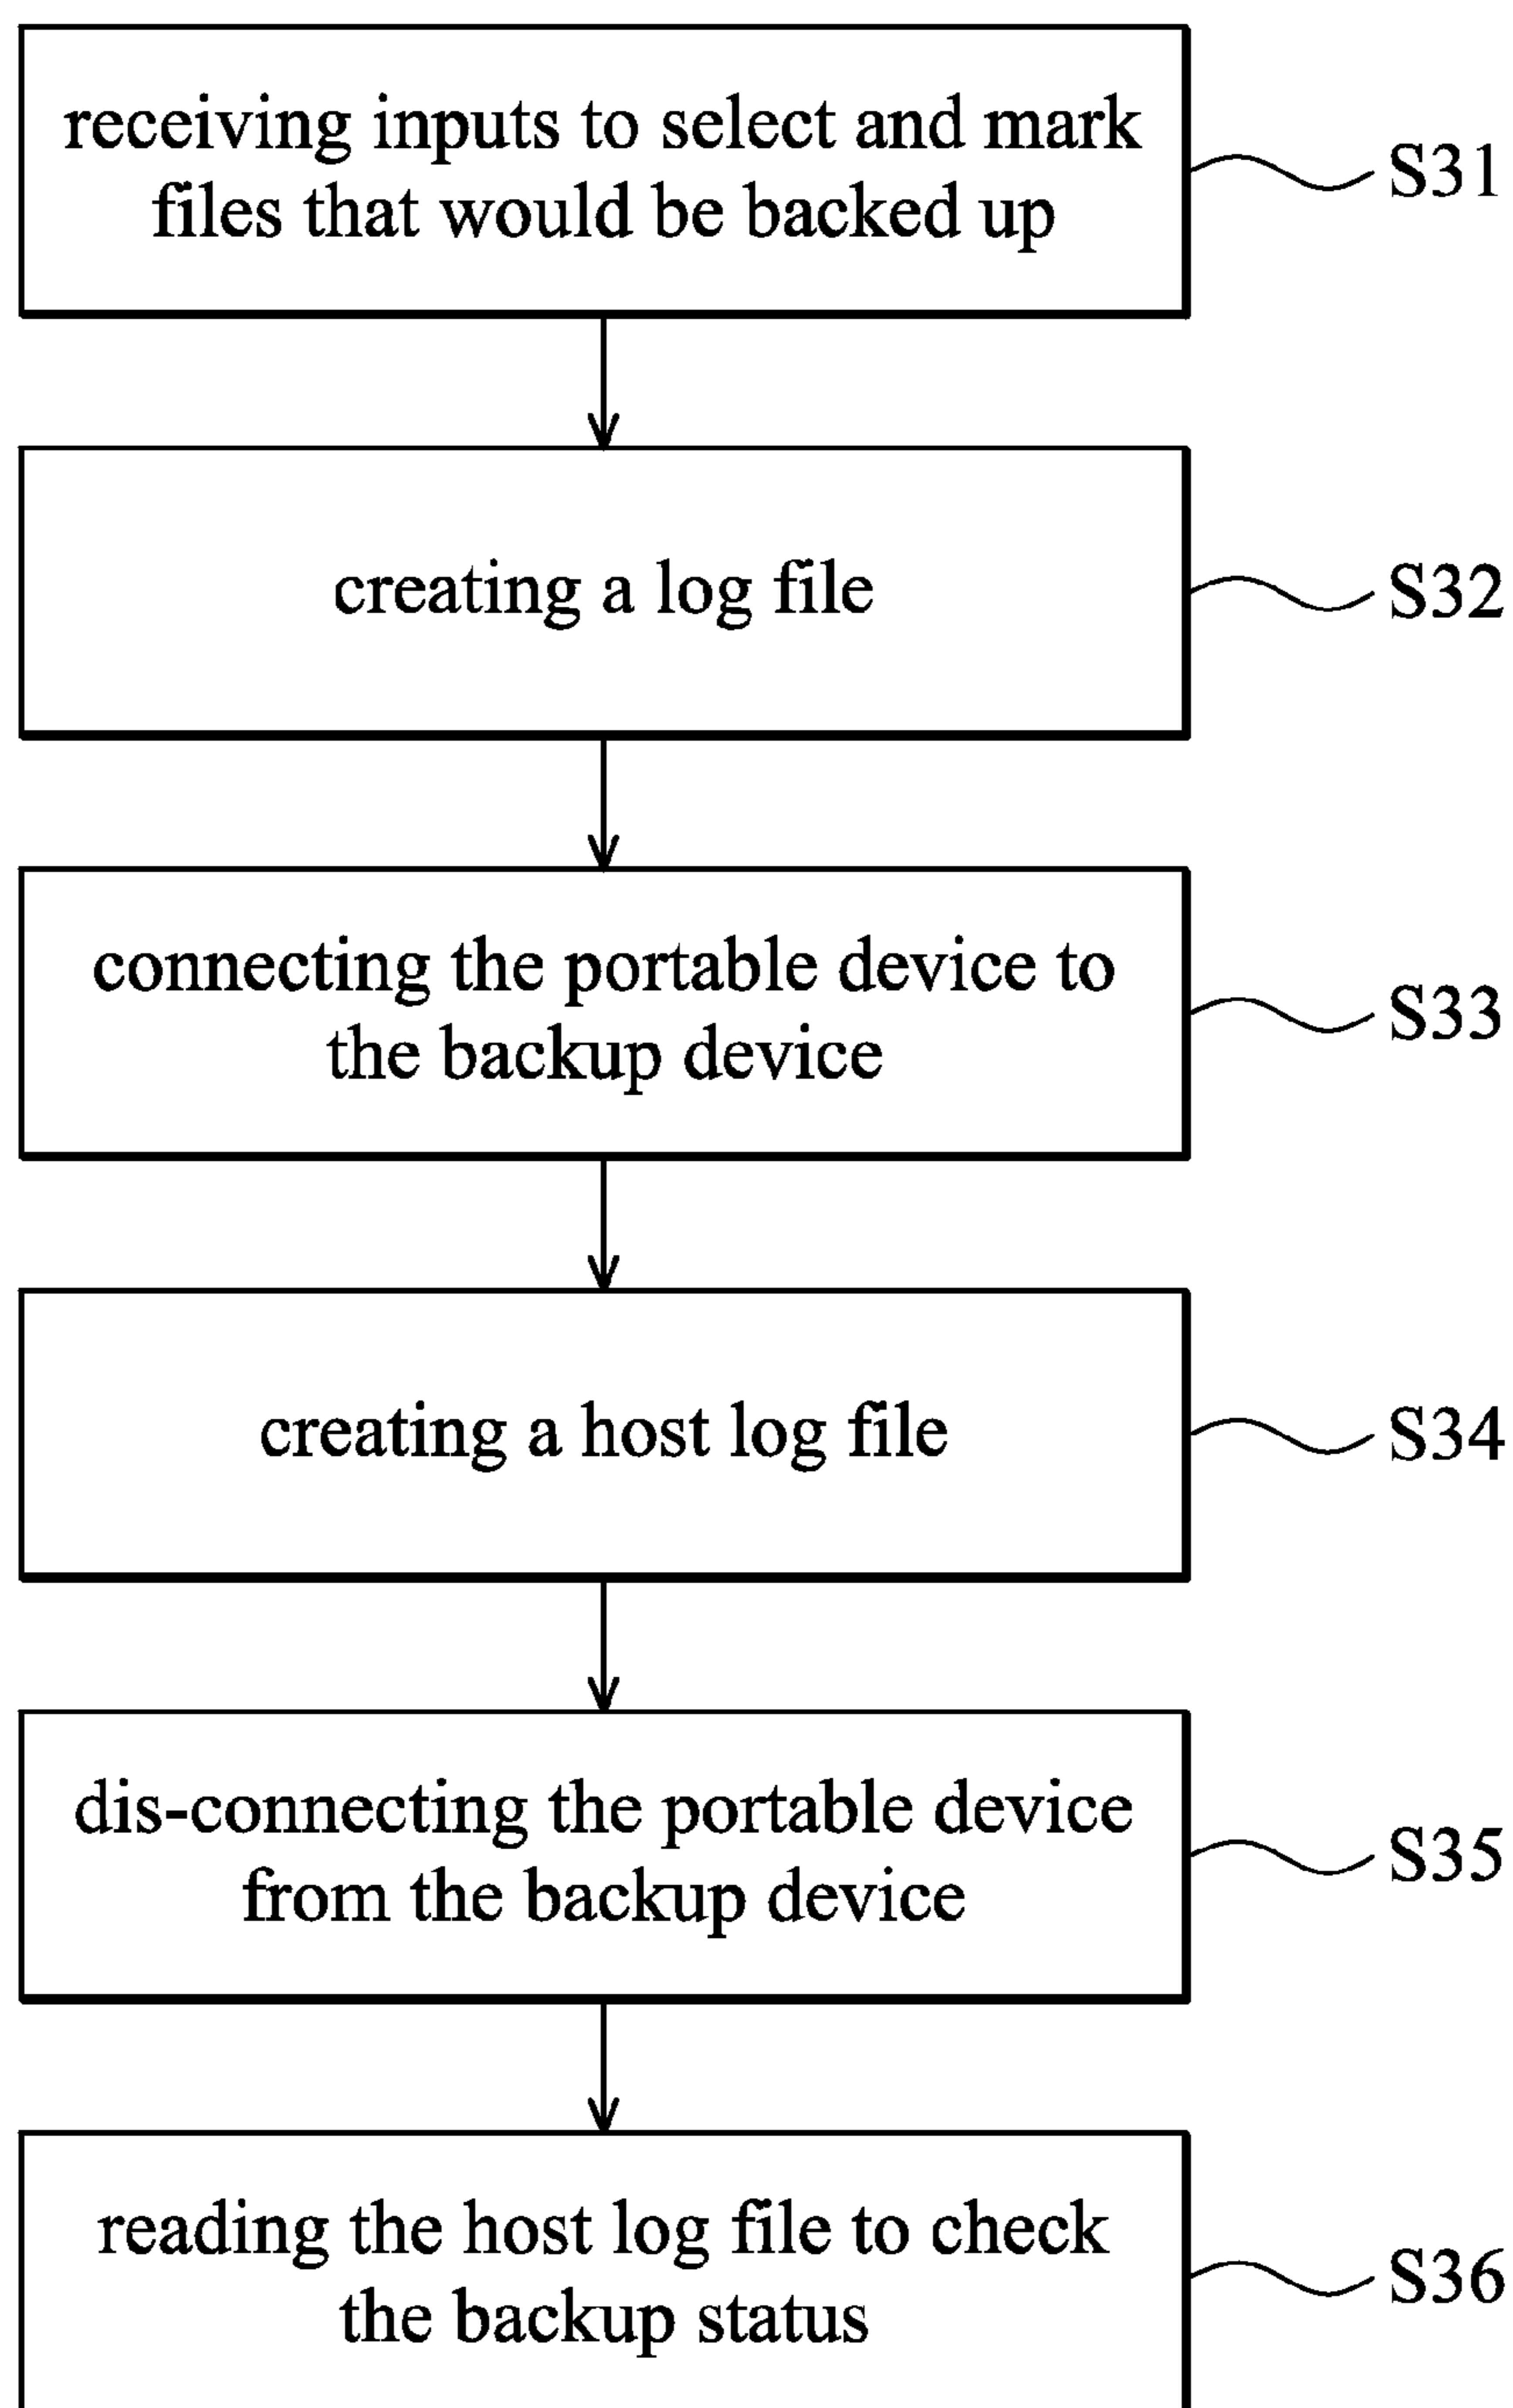 receiving inputs to select and mark
files that would be backed up
S31
creating a log file
S32
connecting the portable device to
the backup device
S33
creating a host log file
S34
dis-connecting the portable device
from the backup device
S35
reading the host log file to check
the backup status
S36